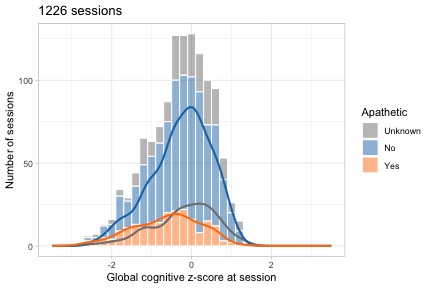 1226 sessions
100
50
0
Number of sessions
-2
0
2
Global cognitive z-score at session
Apathetic
Unknown
No
Yes